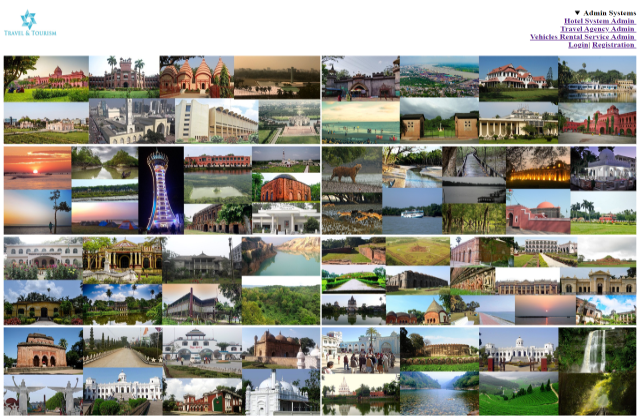 TRAVEL & TOURISM
▼ Admin Systems
Hotel System Admin
Travel Agency Admin
Vehicles Rental Service Admin
Login| Registration